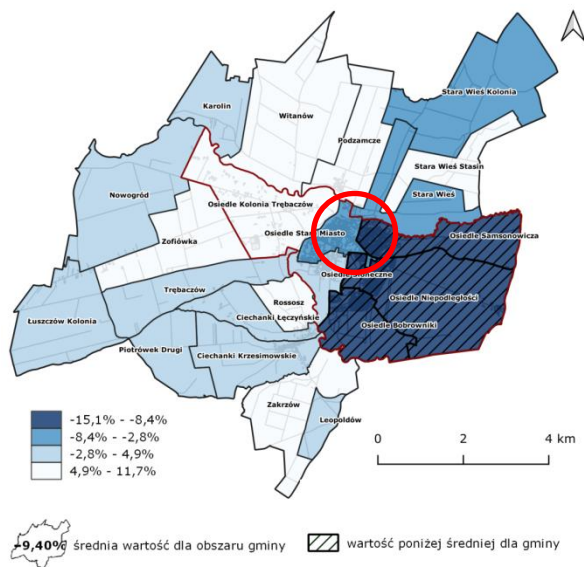 Stara Wieś Kolonia
Karolin
Witanów
Podzamcze
Stara Wieś Stasin
Nowogród
Stara Wieś
Osiedle Kolonia Trębaczów
Osiedle Stare Miasto
Osiedle Samsonowicza
Zofiówka
Osiedle Słoneczne
Trębaczów
Osiedle Niepodległości
Rossosz
Łuszczów Kolonia
Ciechanki Łęczyńskie
Osiedle Bobrowniki
Piotrówek Drugi
Ciechanki Krzesimowskie
Zakrzów
Leopoldów
-15,1% - -8,4%
-8,4% - -2,8%
-2,8% - 4,9%
4,9% - 11,7%
0 2 4 km
-9,40% średnia wartość dla obszaru gminy
wartość poniżej średniej dla gminy